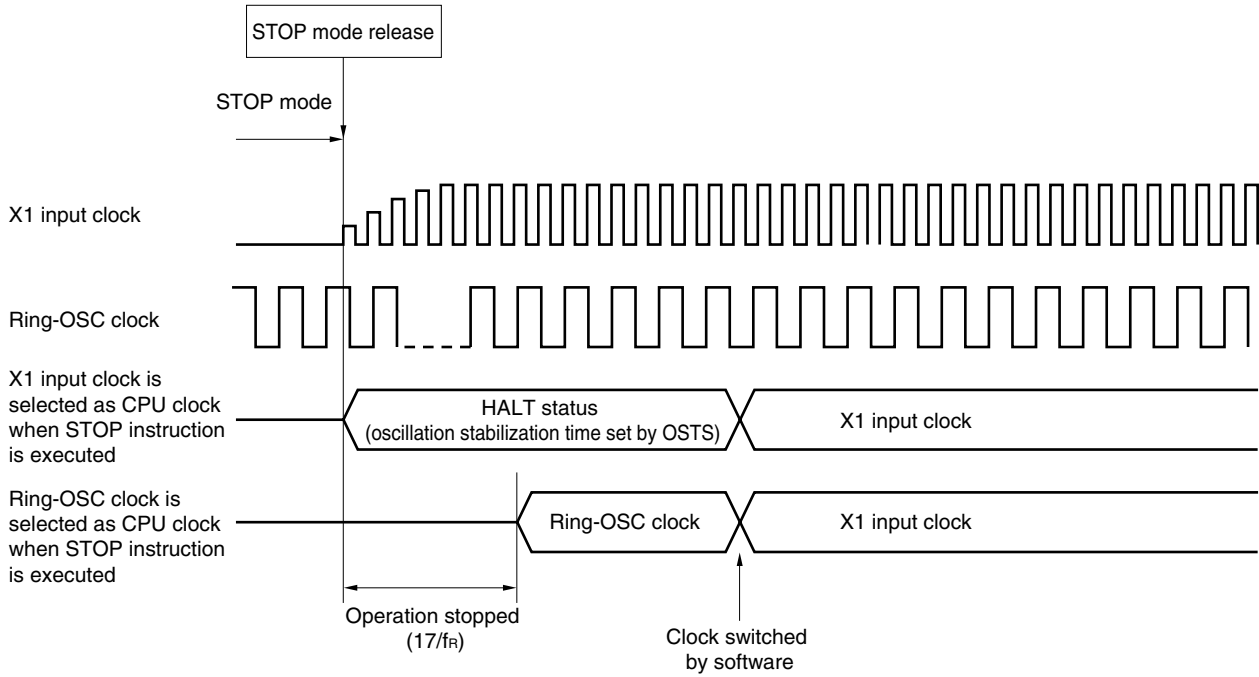 STOP mode release
STOP mode
X1 input clock
Ring-OSC clock
X1 input clock is
selected as CPU clock
when STOP instruction
is executed
HALT status
(oscillation stabilization time set by OSTS)
X1 input clock
Ring-OSC clock is
selected as CPU clock
when STOP instruction
is executed
Ring-OSC clock
X1 input clock
Operation stopped
(17/fR)
Clock switched
by software